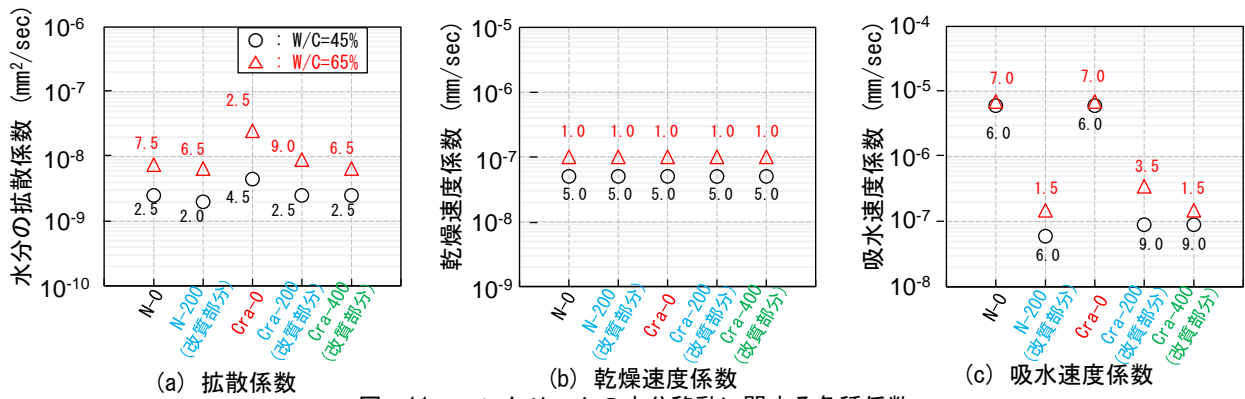 水分の拡散係数 (mm²/sec)
10⁻⁶
10⁻⁷
10⁻⁸
10⁻⁹
10⁻¹⁰
○ : W/C=45%
△ : W/C=65%
7.5
6.5
2.5
9.0
6.5
2.5
2.0
4.5
2.5
2.5
N-0
N-200
(改質部分)
Cra-0
Cra-200
(改質部分)
Cra-400
(改質部分)
(a) 拡散係数
乾燥速度係数 (mm/sec)
10⁻⁵
10⁻⁶
10⁻⁷
10⁻⁸
10⁻⁹
1.0
1.0
1.0
1.0
1.0
5.0
5.0
5.0
5.0
5.0
N-0
N-200
(改質部分)
Cra-0
Cra-200
(改質部分)
Cra-400
(改質部分)
(b) 乾燥速度係数
吸水速度係数 (mm/sec)
10⁻⁴
10⁻⁵
10⁻⁶
10⁻⁷
10⁻⁸
7.0
7.0
6.0
6.0
1.5
3.5
1.5
6.0
9.0
9.0
N-0
N-200
(改質部分)
Cra-0
Cra-200
(改質部分)
Cra-400
(改質部分)
(c) 吸水速度係数